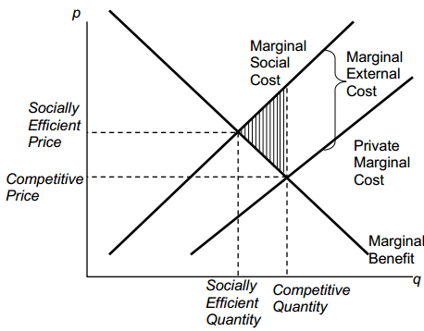 p
Marginal
Social
Cost
Marginal
External
Cost
Socially
Efficient
Price
Private
Marginal
Cost
Competitive
Price
Marginal
Benefit
q
Socially
Efficient
Quantity
Competitive
Quantity